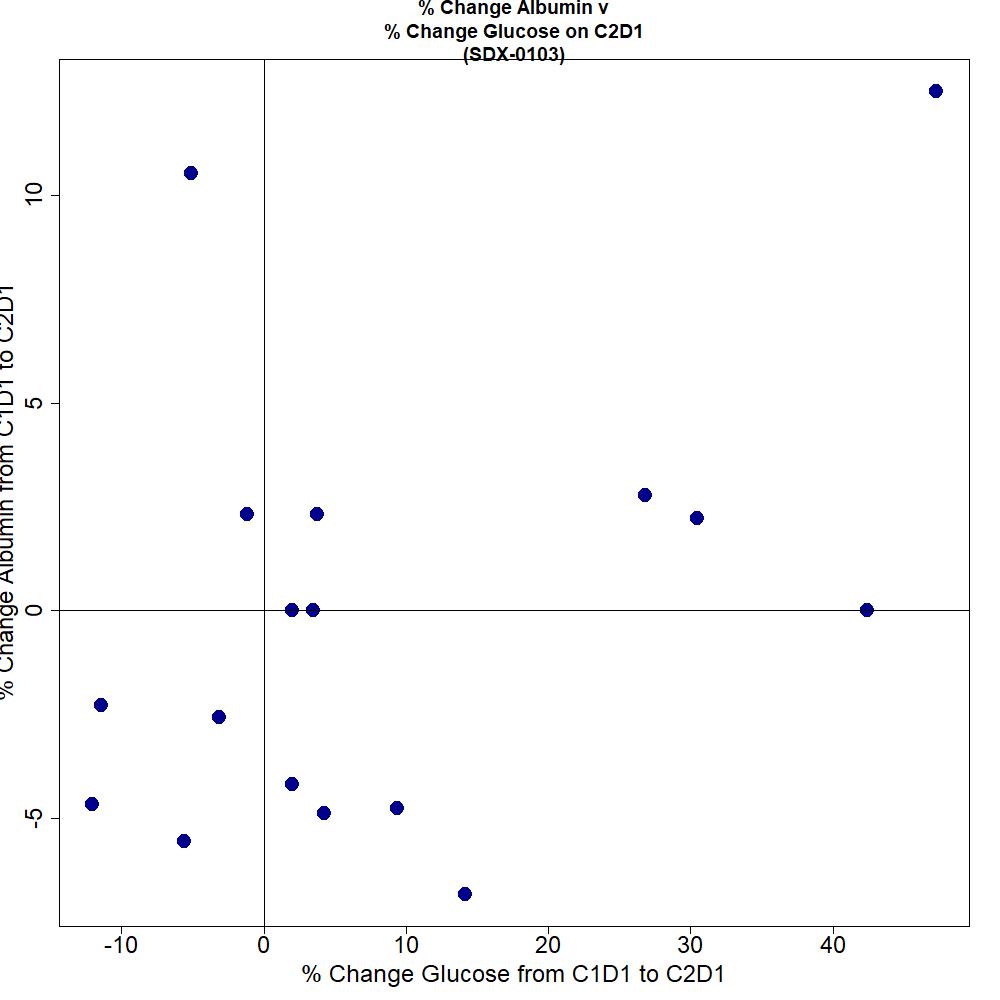 % Change Albumin v
% Change Glucose on C2D1
(SDX-0103)
% Change Albumin from C1D1 to C2D1
10
5
0
-5
-10 0 10 20 30 40
% Change Glucose from C1D1 to C2D1